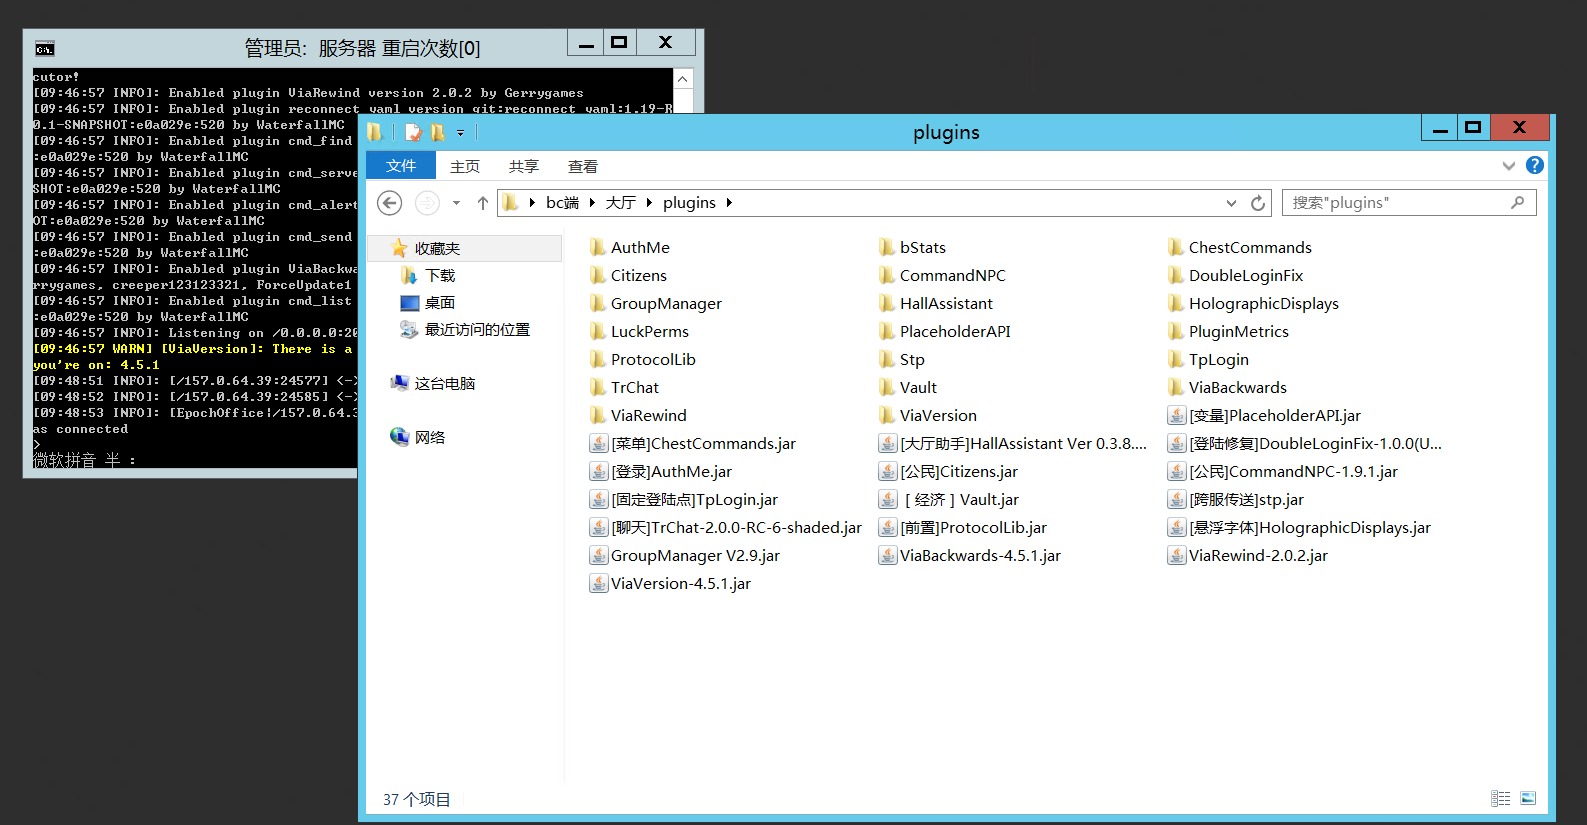 管理员: 服务器 重启次数[0]
cutor!
[09:46:57 INFO]: Enabled plugin ViaRewind version 2.0.2 by Gerrygames
[09:46:57 INFO]: Enabled plugin reconnect_yaml version git:reconnect_yaml:1.19-R
0.1-SNAPSHOT:e0a029e:520 by WaterfallMC
[09:46:57 INFO]: Enabled plugin cmd_find
:e0a029e:520 by WaterfallMC
[09:46:57 INFO]: Enabled plugin cmd_serve
SHOT:e0a029e:520 by WaterfallMC
[09:46:57 INFO]: Enabled plugin cmd_alert
OT:e0a029e:520 by WaterfallMC
[09:46:57 INFO]: Enabled plugin cmd_send
:e0a029e:520 by WaterfallMC
[09:46:57 INFO]: Enabled plugin ViaBackwa
rrygames, creeper123123321, ForceUpdate1
[09:46:57 INFO]: Enabled plugin cmd_list
:e0a029e:520 by WaterfallMC
[09:46:57 INFO]: Listening on /0.0.0.0:20
[09:46:57 WARN] [ViaVersion]: There is a
you're on: 4.5.1
[09:48:51 INFO]: [/157.0.64.39:24577] <->
[09:48:52 INFO]: [/157.0.64.39:24585] <->
[09:48:53 INFO]: [EpochOffice|/157.0.64.3
as connected
>
微软拼音 半 :
plugins
文件 主页 共享 查看
bc端 大厅 plugins 搜索"plugins"
收藏夹
下载
桌面
最近访问的位置
这台电脑
网络
AuthMe bStats ChestCommands
Citizens CommandNPC DoubleLoginFix
GroupManager HallAssistant HolographicDisplays
LuckPerms PlaceholderAPI PluginMetrics
ProtocolLib Stp TpLogin
TrChat Vault ViaBackwards
ViaRewind ViaVersion [变量]PlaceholderAPI.jar
[菜单]ChestCommands.jar [大厅助手]HallAssistant Ver 0.3.8.... [登陆修复]DoubleLoginFix-1.0.0(U...
[登录]AuthMe.jar [公民]Citizens.jar [公民]CommandNPC-1.9.1.jar
[固定登陆点]TpLogin.jar [ 经济 ] Vault.jar [跨服传送]stp.jar
[聊天]TrChat-2.0.0-RC-6-shaded.jar [前置]ProtocolLib.jar [悬浮字体]HolographicDisplays.jar
GroupManager V2.9.jar ViaBackwards-4.5.1.jar ViaRewind-2.0.2.jar
ViaVersion-4.5.1.jar
37 个项目